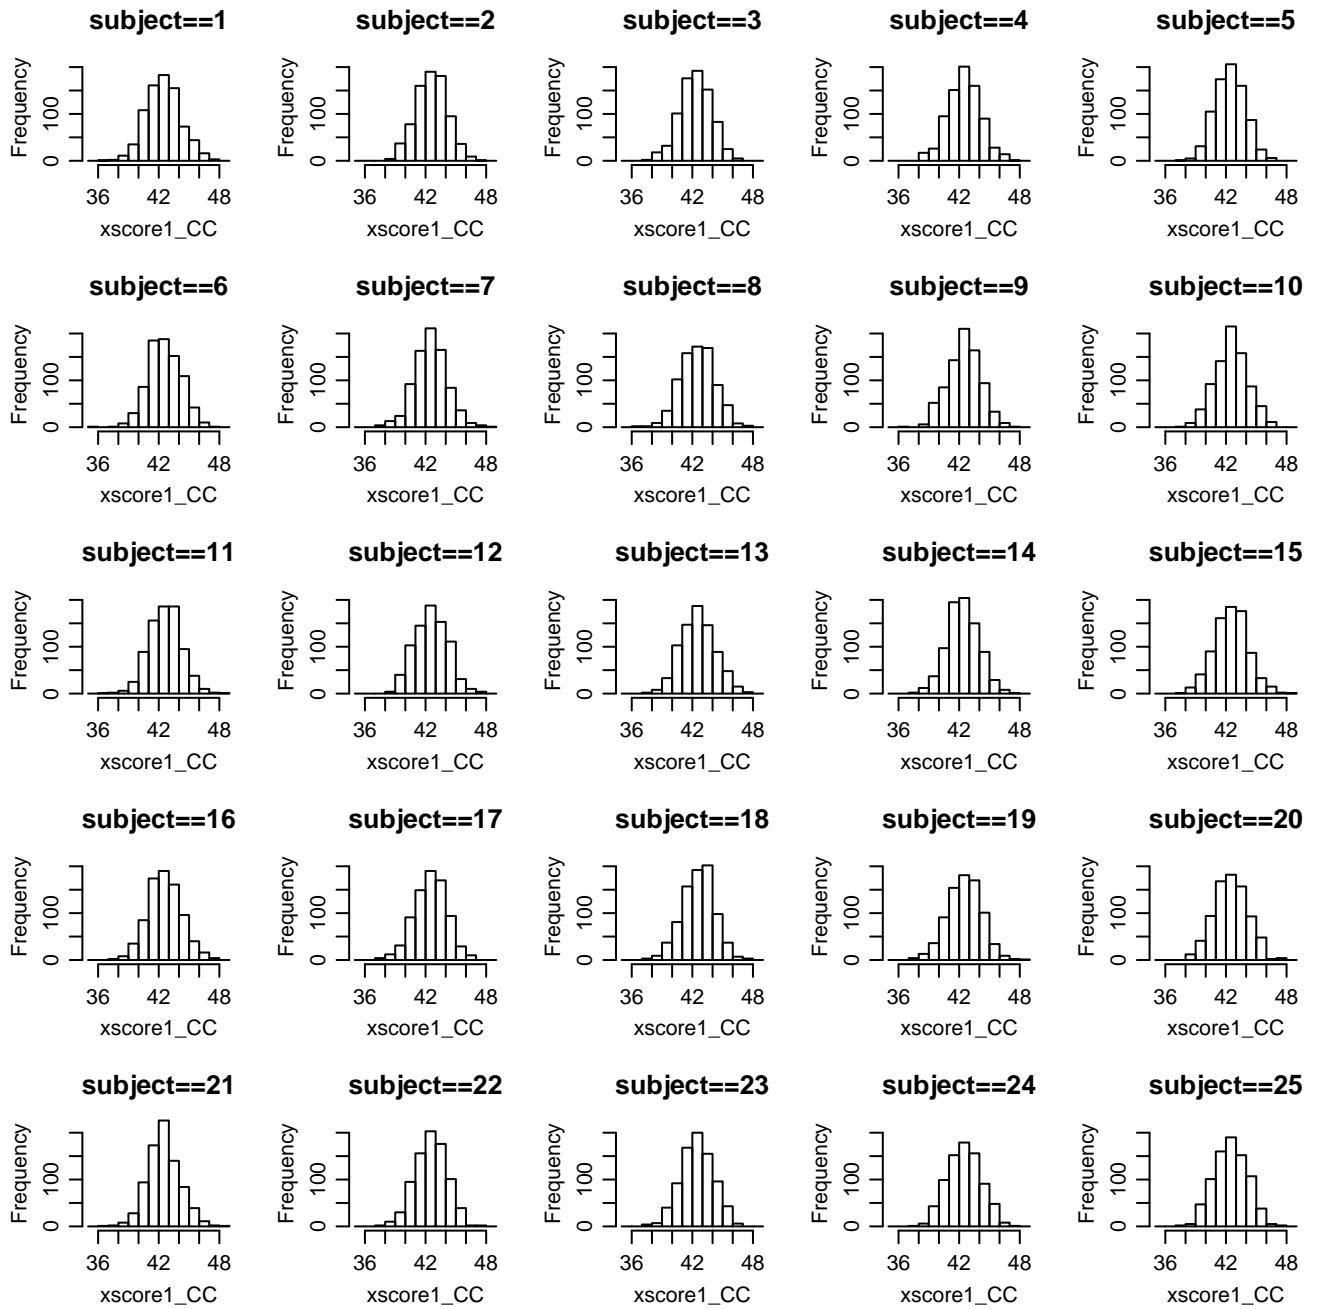 subject==1 subject==2 subject==3 subject==4 subject==5
Frequency Frequency Frequency Frequency Frequency
0 100 0 100 0 100 0 100 0 100
36 42 48 36 42 48 36 42 48 36 42 48 36 42 48
xscore1_CC xscore1_CC xscore1_CC xscore1_CC xscore1_CC
subject==6 subject==7 subject==8 subject==9 subject==10
Frequency Frequency Frequency Frequency Frequency
0 100 0 100 0 100 0 100 0 100
36 42 48 36 42 48 36 42 48 36 42 48 36 42 48
xscore1_CC xscore1_CC xscore1_CC xscore1_CC xscore1_CC
subject==11 subject==12 subject==13 subject==14 subject==15
Frequency Frequency Frequency Frequency Frequency
0 100 0 100 0 100 0 100 0 100
36 42 48 36 42 48 36 42 48 36 42 48 36 42 48
xscore1_CC xscore1_CC xscore1_CC xscore1_CC xscore1_CC
subject==16 subject==17 subject==18 subject==19 subject==20
Frequency Frequency Frequency Frequency Frequency
0 100 0 100 0 100 0 100 0 100
36 42 48 36 42 48 36 42 48 36 42 48 36 42 48
xscore1_CC xscore1_CC xscore1_CC xscore1_CC xscore1_CC
subject==21 subject==22 subject==23 subject==24 subject==25
Frequency Frequency Frequency Frequency Frequency
0 100 0 100 0 100 0 100 0 100
36 42 48 36 42 48 36 42 48 36 42 48 36 42 48
xscore1_CC xscore1_CC xscore1_CC xscore1_CC xscore1_CC